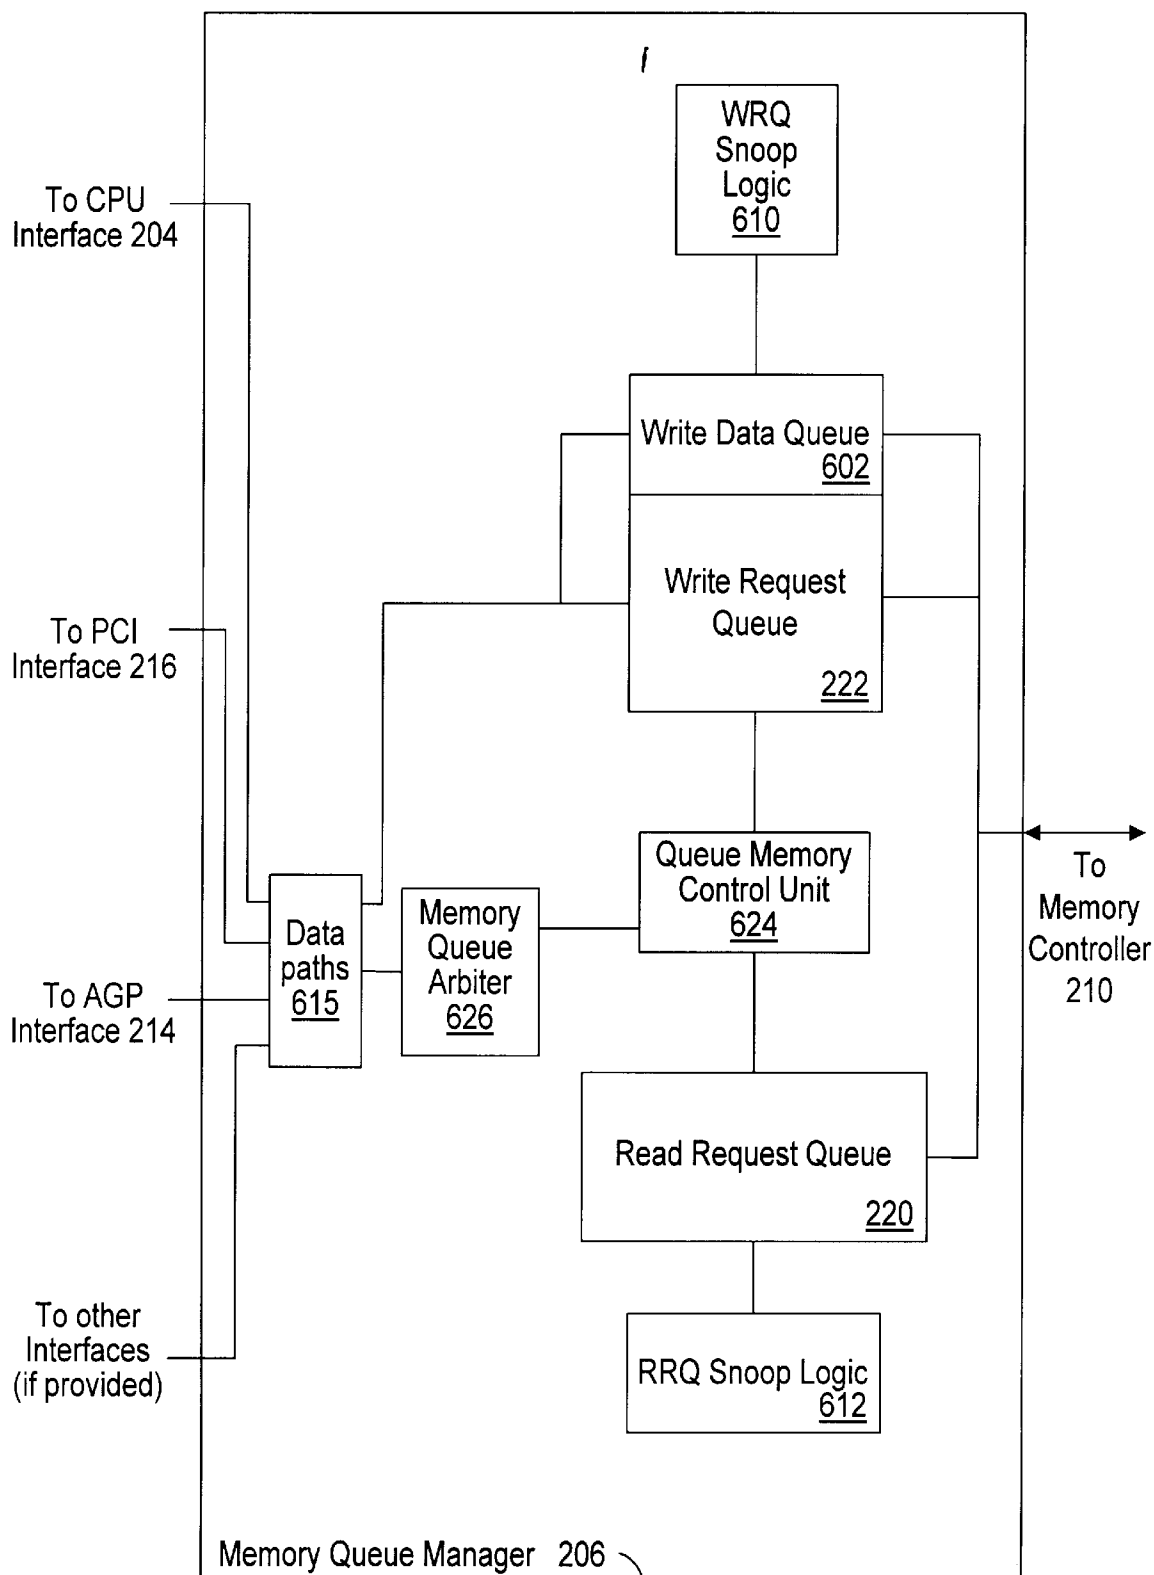 WRQ
Snoop
Logic
610
To CPU
Interface 204
Write Data Queue
602
Write Request
Queue
222
To PCI
Interface 216
Queue Memory
Control Unit
624
To
Memory
Controller
210
Memory
Queue
Arbiter
626
Data
paths
615
To AGP
Interface 214
Read Request Queue
220
To other
Interfaces
(if provided)
RRQ Snoop Logic
612
Memory Queue Manager 206